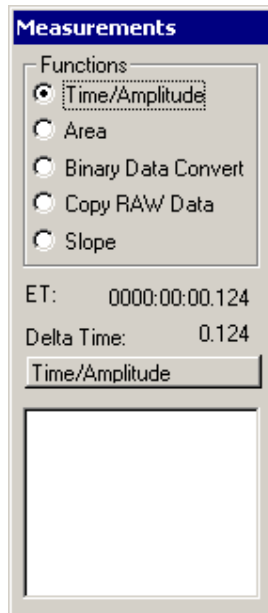 Measurements
Functions
Time/Amplitude
Area
Binary Data Convert
Copy RAW Data
Slope
ET: 0000:00:00.124
Delta Time: 0.124
Time/Amplitude